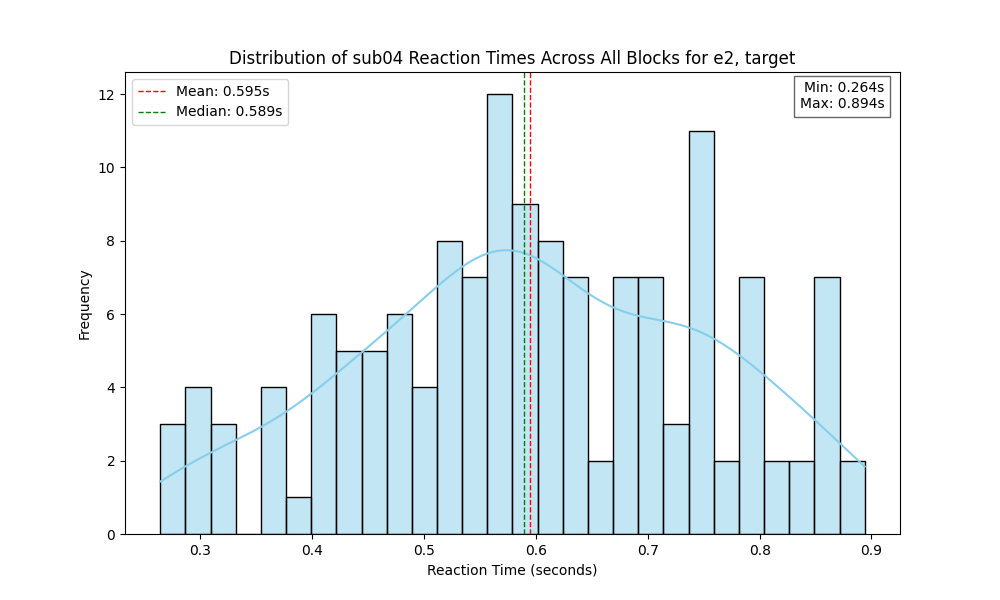 Distribution of sub04 Reaction Times Across All Blocks for e2, target
Mean: 0.595s
Median: 0.589s
Min: 0.264s
Max: 0.894s
12
10
8
6
4
2
0
Frequency
0.3 0.4 0.5 0.6 0.7 0.8 0.9
Reaction Time (seconds)